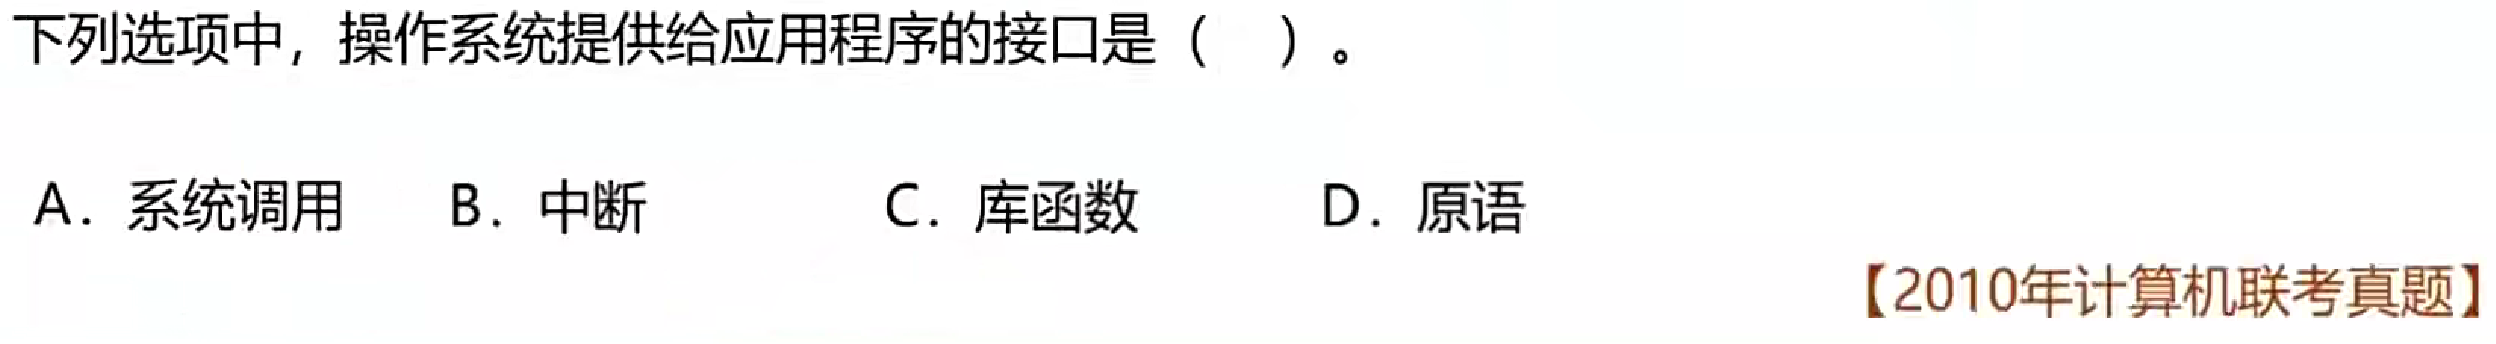 下列选项中，操作系统提供给应用程序的接口是（　）。
A. 系统调用 B. 中断 C. 库函数 D. 原语
【2010年计算机联考真题】